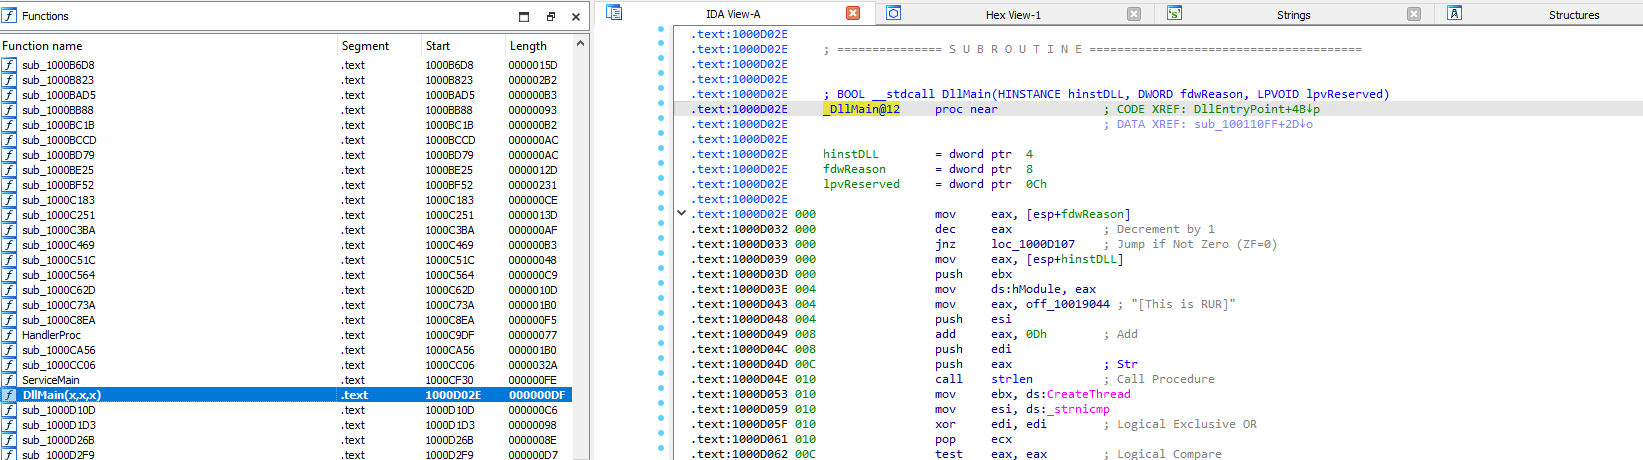 Functions
Function name Segment Start Length
sub_1000B6D8 .text 1000B6D8 0000015D
sub_1000B823 .text 1000B823 000002B2
sub_1000BAD5 .text 1000BAD5 000000B3
sub_1000BB88 .text 1000BB88 00000093
sub_1000BC1B .text 1000BC1B 000000B2
sub_1000BCCD .text 1000BCCD 000000AC
sub_1000BD79 .text 1000BD79 000000AC
sub_1000BE25 .text 1000BE25 0000012D
sub_1000BF52 .text 1000BF52 00000231
sub_1000C183 .text 1000C183 000000CE
sub_1000C251 .text 1000C251 0000013D
sub_1000C3BA .text 1000C3BA 000000AF
sub_1000C469 .text 1000C469 000000B3
sub_1000C51C .text 1000C51C 00000048
sub_1000C564 .text 1000C564 000000C9
sub_1000C62D .text 1000C62D 0000010D
sub_1000C73A .text 1000C73A 000001B0
sub_1000C8EA .text 1000C8EA 000000F5
HandlerProc .text 1000C9DF 00000077
sub_1000CA56 .text 1000CA56 000001B0
sub_1000CC06 .text 1000CC06 0000032A
ServiceMain .text 1000CF30 000000FE
DllMain(x,x,x) .text 1000D02E 000000DF
sub_1000D10D .text 1000D10D 000000C6
sub_1000D1D3 .text 1000D1D3 00000098
sub_1000D26B .text 1000D26B 0000008E
sub_1000D2F9 .text 1000D2F9 000000D7
IDA View-A Hex View-1 Strings Structures
.text:1000D02E
.text:1000D02E ; =============== S U B R O U T I N E =======================================
.text:1000D02E
.text:1000D02E
.text:1000D02E ; BOOL __stdcall DllMain(HINSTANCE hinstDLL, DWORD fdwReason, LPVOID lpvReserved)
.text:1000D02E _DllMain@12 proc near ; CODE XREF: DllEntryPoint+4B↓p
.text:1000D02E ; DATA XREF: sub_100110FF+2D↓o
.text:1000D02E
.text:1000D02E hinstDLL = dword ptr 4
.text:1000D02E fdwReason = dword ptr 8
.text:1000D02E lpvReserved = dword ptr 0Ch
.text:1000D02E
.text:1000D02E 000 mov eax, [esp+fdwReason]
.text:1000D032 000 dec eax ; Decrement by 1
.text:1000D033 000 jnz loc_1000D107 ; Jump if Not Zero (ZF=0)
.text:1000D039 000 mov eax, [esp+hinstDLL]
.text:1000D03D 000 push ebx
.text:1000D03E 004 mov ds:hModule, eax
.text:1000D043 004 mov eax, off_10019044 ; "[This is RUR]"
.text:1000D048 004 push esi
.text:1000D049 008 add eax, 0Dh ; Add
.text:1000D04C 008 push edi
.text:1000D04D 00C push eax ; Str
.text:1000D04E 010 call strlen ; Call Procedure
.text:1000D053 010 mov ebx, ds:CreateThread
.text:1000D059 010 mov esi, ds:_strnicmp
.text:1000D05F 010 xor edi, edi ; Logical Exclusive OR
.text:1000D061 010 pop ecx
.text:1000D062 00C test eax, eax ; Logical Compare